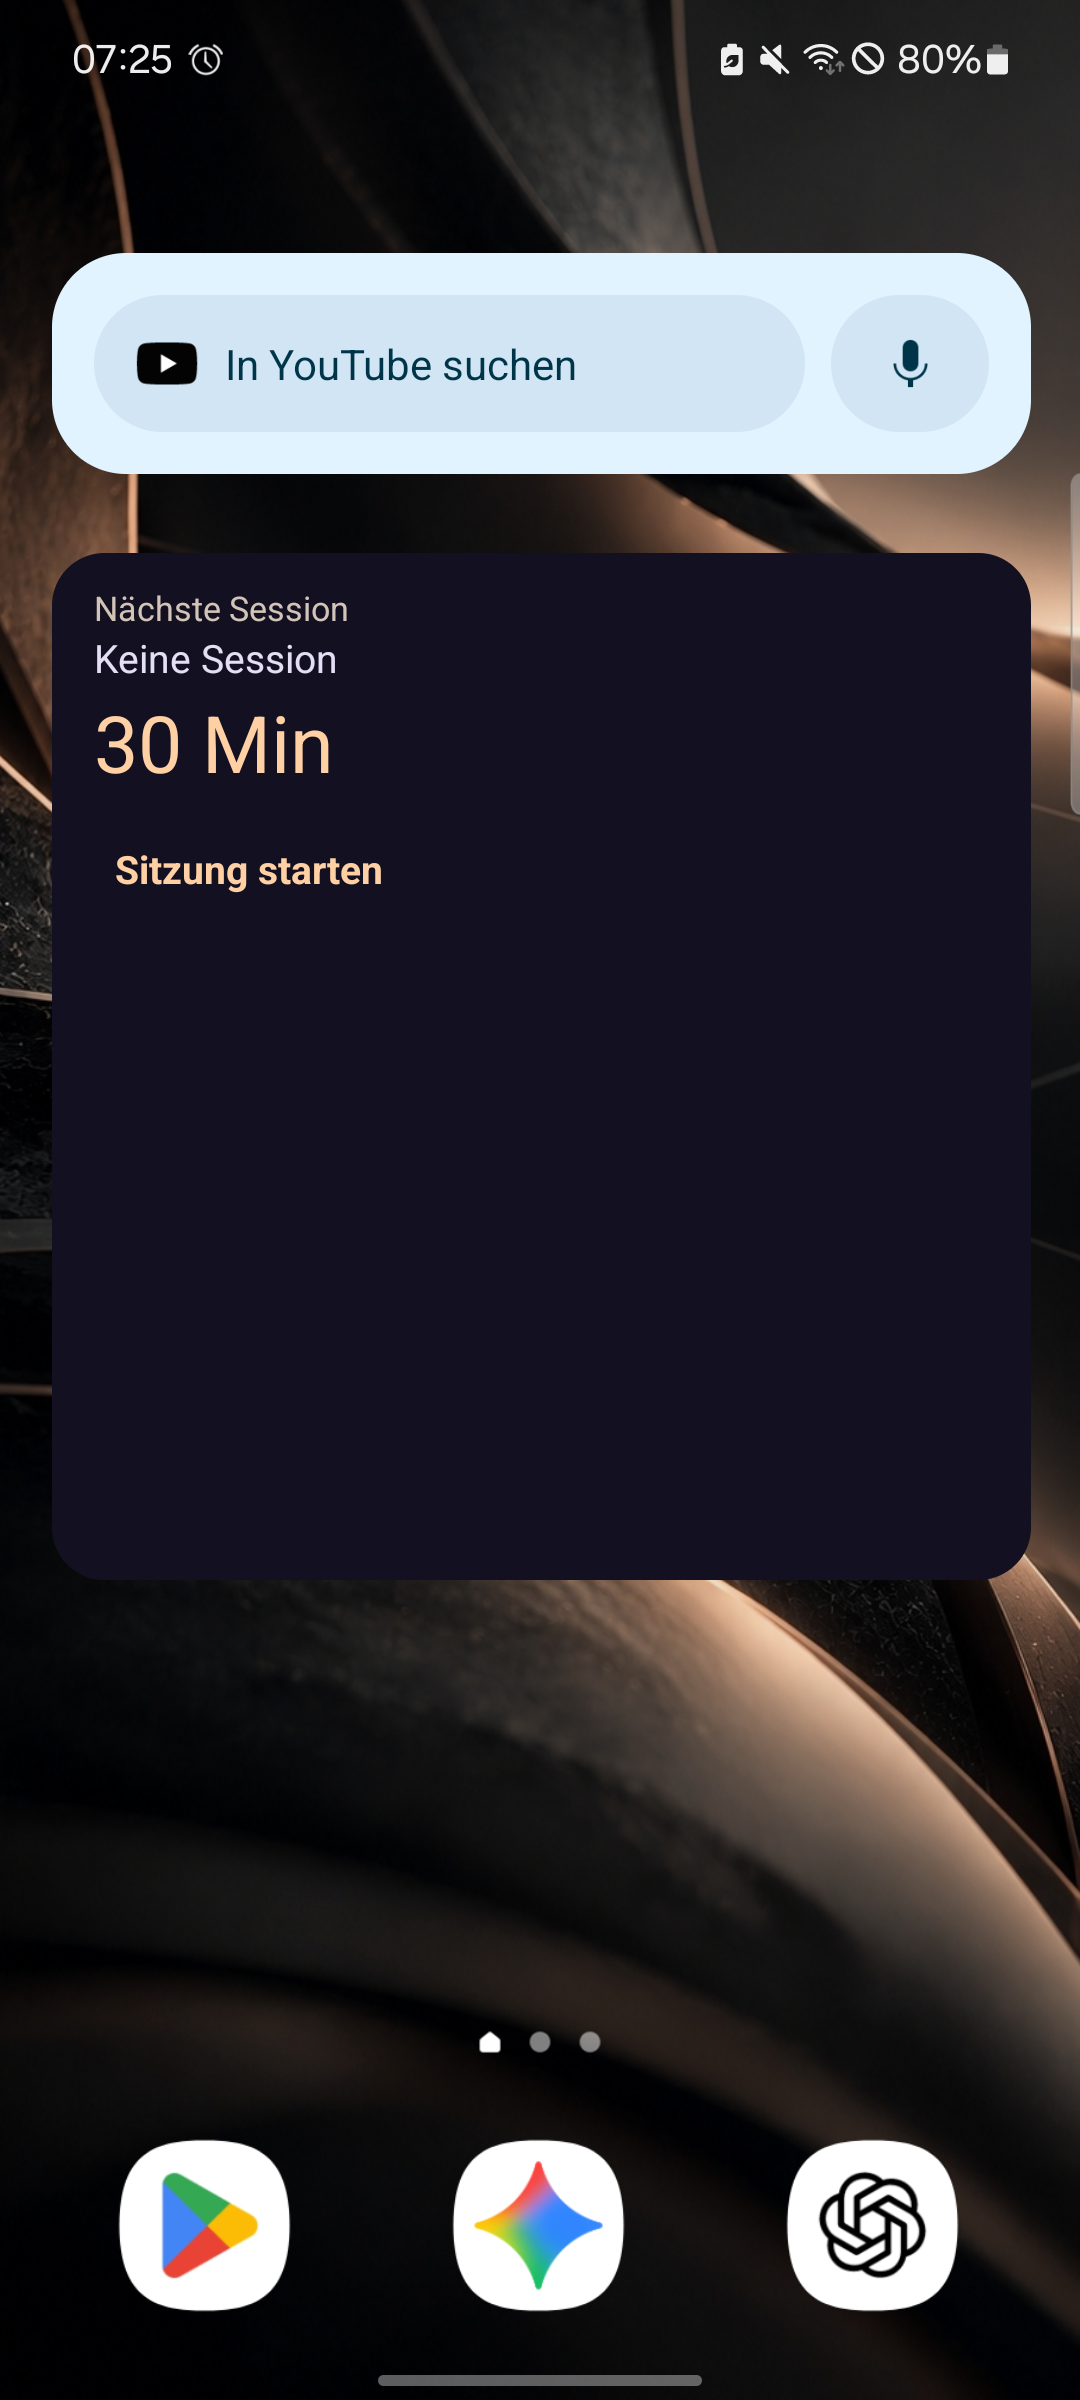 07:25
80%
In YouTube suchen
Nächste Session
Keine Session
30 Min
Sitzung starten